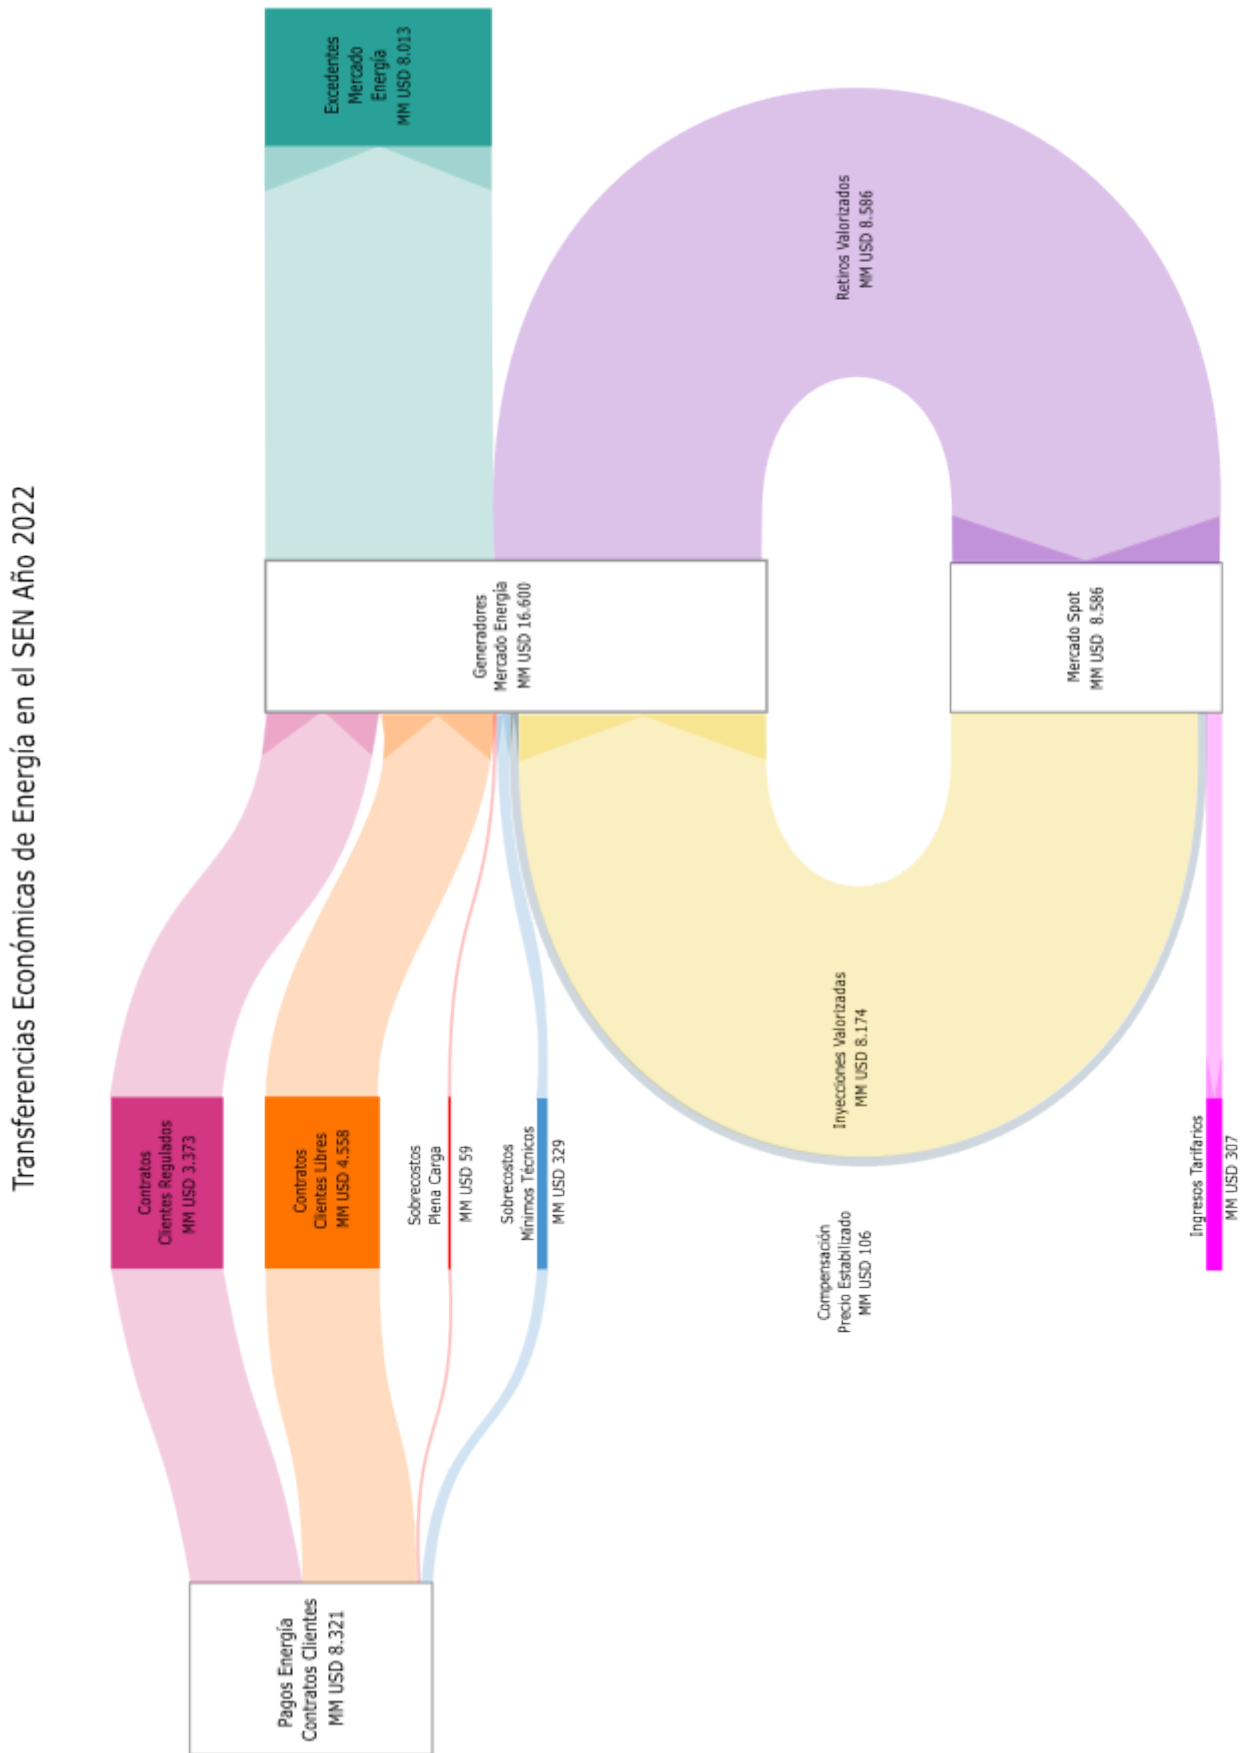 Transferencias Económicas de Energía en el SEN Año 2022
Pagos Energía
Contratos Clientes
MM USD 8.321
Contratos
Clientes Regulados
MM USD 3.373
Contratos
Clientes Libres
MM USD 4.558
Sobrecostos
Plena Carga
MM USD 59
Sobrecostos
Mínimos Técnicos
MM USD 329
Compensación
Precio Estabilizado
MM USD 106
Inyecciones Valorizadas
MM USD 8.174
Ingresos Tarifarios
MM USD 307
Generadores
Mercado Energía
MM USD 16.600
Mercado Spot
MM USD 8.586
Excedentes
Mercado
Energía
MM USD 8.013
Retiros Valorizados
MM USD 8.586